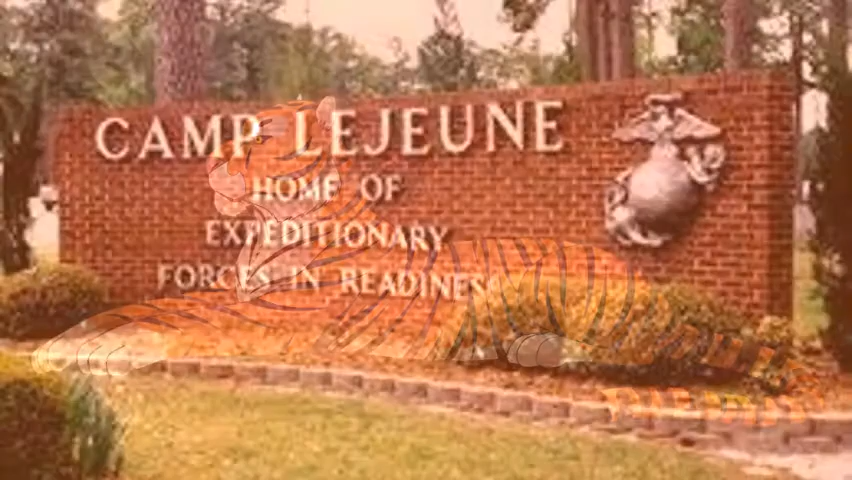 CAMP LEJEUNE
HOME OF
EXPEDITIONARY
FORCES IN READINESS